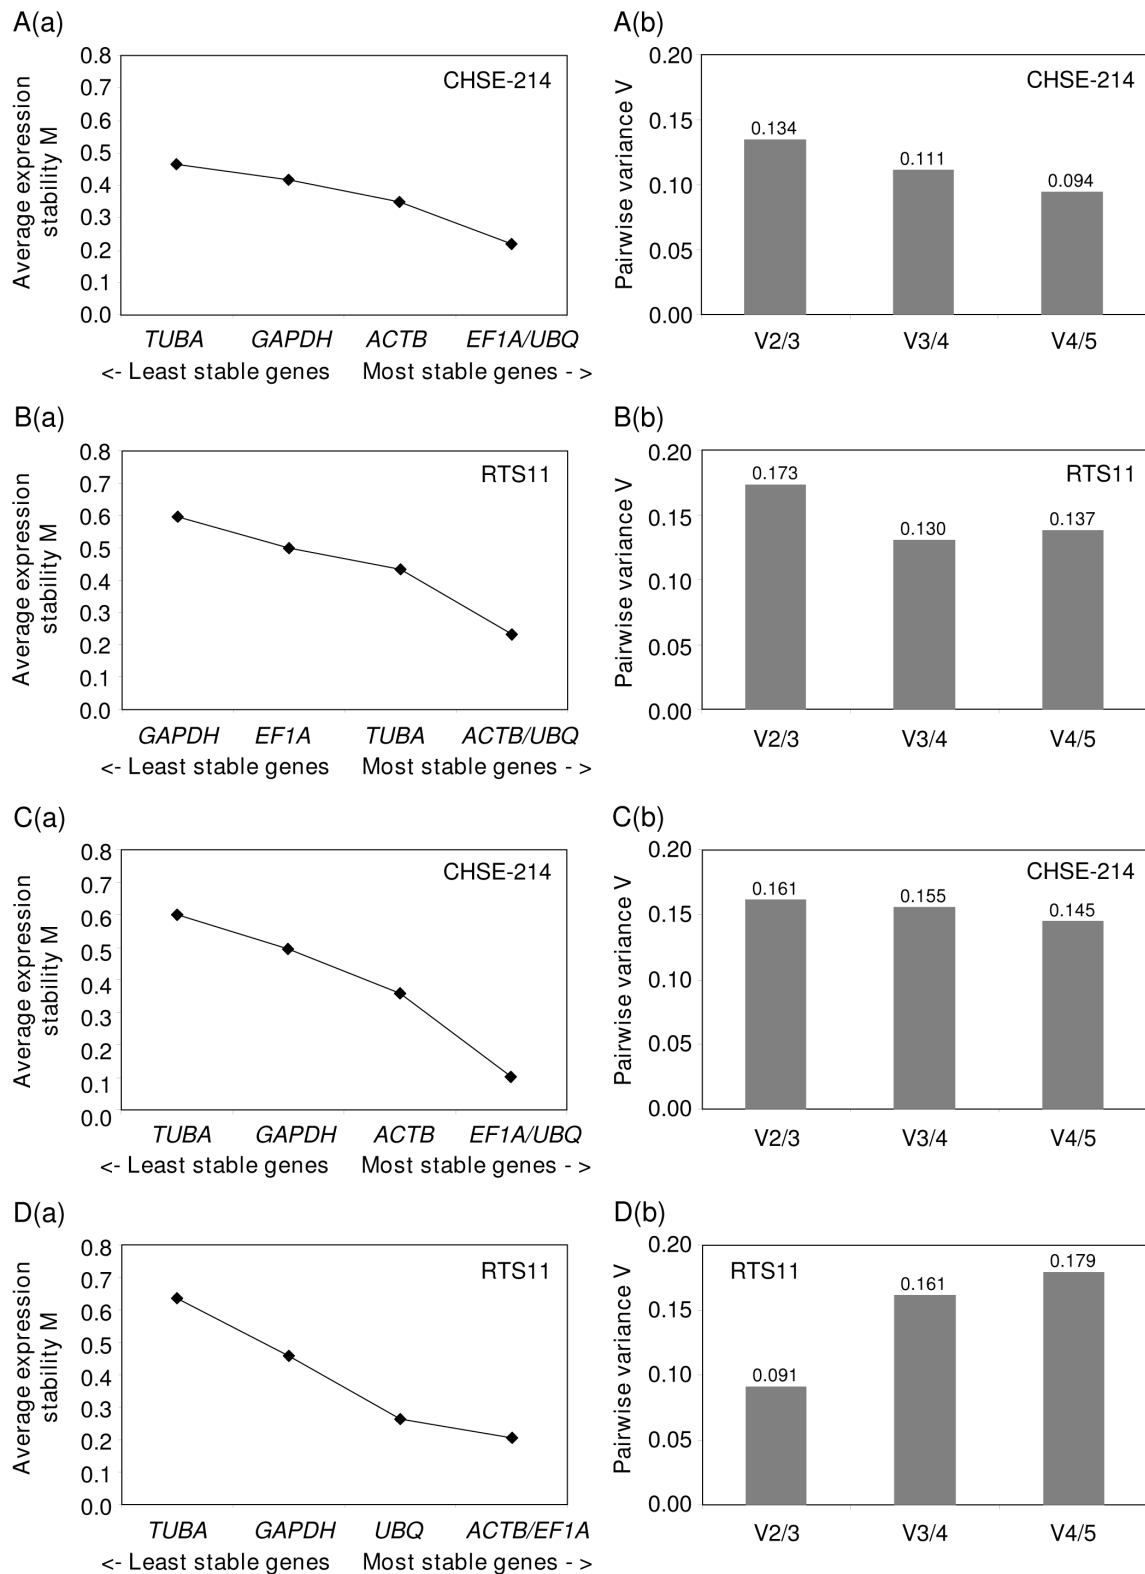 A(a)
Average expression
stability M
0.8
0.7
0.6
0.5
0.4
0.3
0.2
0.1
0.0
CHSE-214
TUBA GAPDH ACTB EF1A/UBQ
<- Least stable genes Most stable genes - >
A(b)
Pairwise variance V
0.20
0.15
0.10
0.05
0.00
CHSE-214
0.134
0.111
0.094
V2/3 V3/4 V4/5
B(a)
Average expression
stability M
0.8
0.7
0.6
0.5
0.4
0.3
0.2
0.1
0.0
RTS11
GAPDH EF1A TUBA ACTB/UBQ
<- Least stable genes Most stable genes - >
B(b)
Pairwise variance V
0.20
0.15
0.10
0.05
0.00
RTS11
0.173
0.130
0.137
V2/3 V3/4 V4/5
C(a)
Average expression
stability M
0.8
0.7
0.6
0.5
0.4
0.3
0.2
0.1
0.0
CHSE-214
TUBA GAPDH ACTB EF1A/UBQ
<- Least stable genes Most stable genes - >
C(b)
Pairwise variance V
0.20
0.15
0.10
0.05
0.00
CHSE-214
0.161
0.155
0.145
V2/3 V3/4 V4/5
D(a)
Average expression
stability M
0.8
0.7
0.6
0.5
0.4
0.3
0.2
0.1
0.0
RTS11
TUBA GAPDH UBQ ACTB/EF1A
<- Least stable genes Most stable genes - >
D(b)
Pairwise variance V
0.20
0.15
0.10
0.05
0.00
RTS11
0.091
0.161
0.179
V2/3 V3/4 V4/5